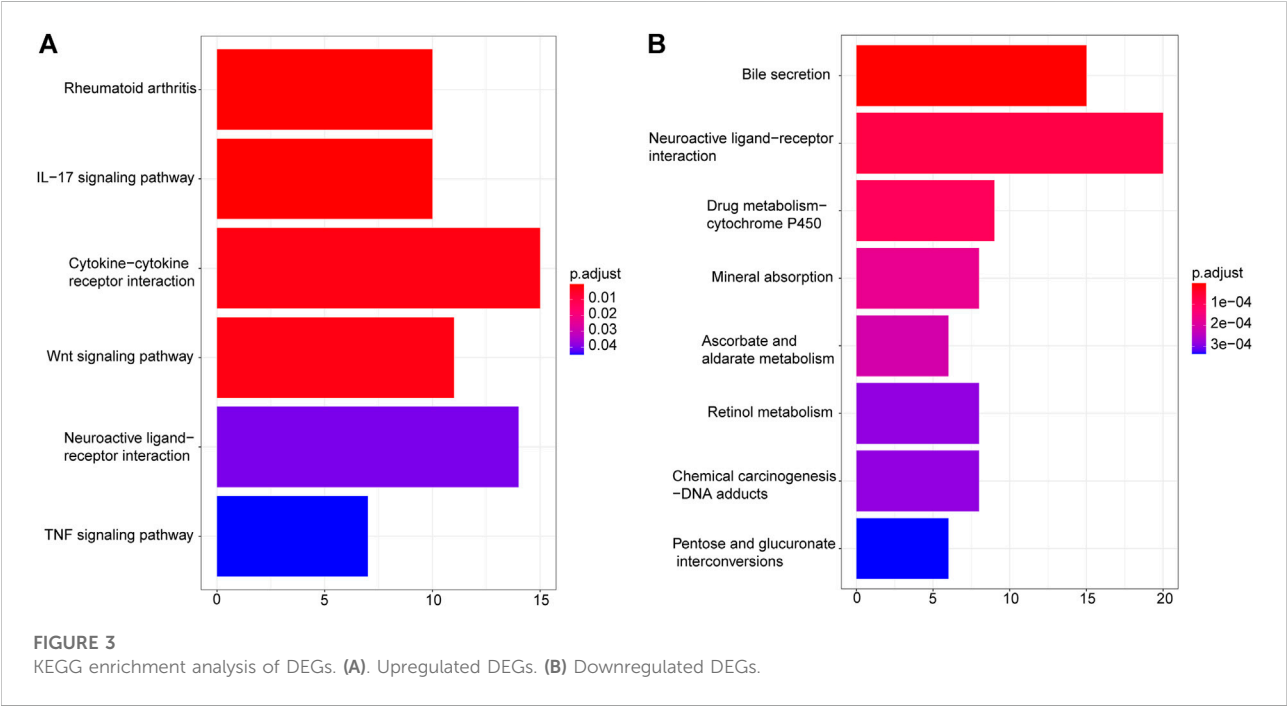 A
Rheumatoid arthritis
IL−17 signaling pathway
Cytokine−cytokine
receptor interaction
Wnt signaling pathway
Neuroactive ligand−
receptor interaction
TNF signaling pathway
0 5 10 15
p.adjust
0.01
0.02
0.03
0.04
B
Bile secretion
Neuroactive ligand−receptor
interaction
Drug metabolism−
cytochrome P450
Mineral absorption
Ascorbate and
aldarate metabolism
Retinol metabolism
Chemical carcinogenesis
−DNA adducts
Pentose and glucuronate
interconversions
0 5 10 15 20
p.adjust
1e−04
2e−04
3e−04
FIGURE 3
KEGG enrichment analysis of DEGs. (A). Upregulated DEGs. (B) Downregulated DEGs.